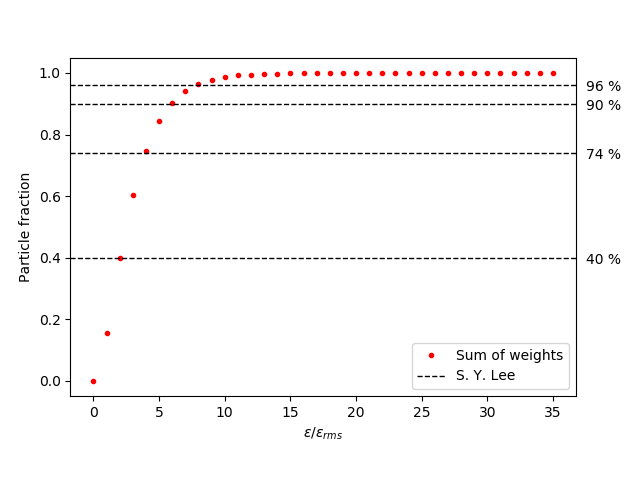 1.0
0.8
0.6
0.4
0.2
0.0
Particle fraction
96 %
90 %
74 %
40 %
Sum of weights
S. Y. Lee
0 5 10 15 20 25 30 35
ε/εrms